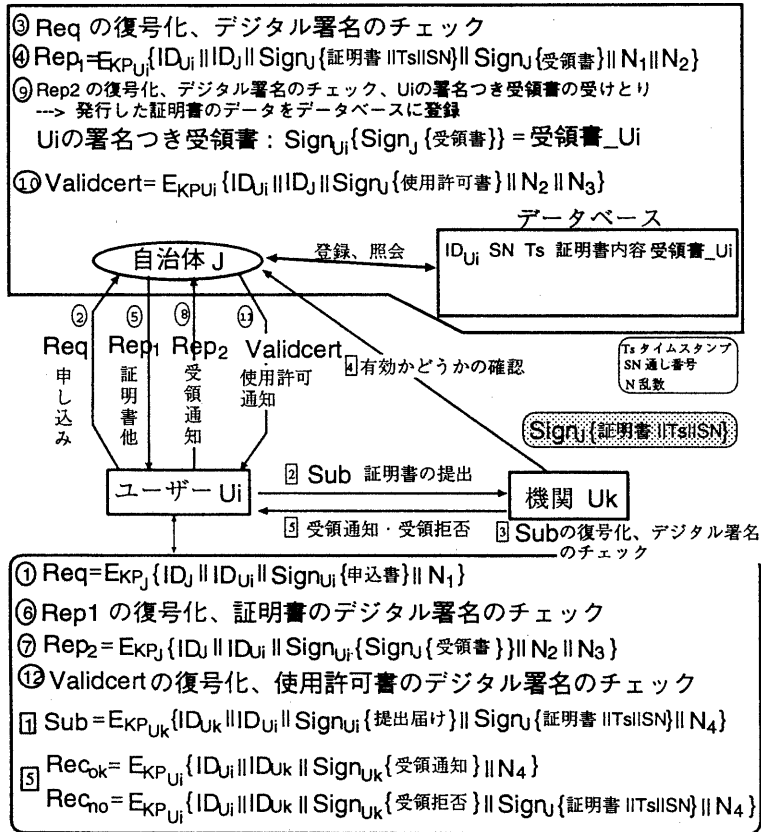 ③ Req の復号化、デジタル署名のチェック
④ Rep1=EKPUi{IDUi||IDJ||SignJ{証明書||Ts||SN}||SignJ{受領書}||N1||N2}
⑨ Rep2 の復号化、デジタル署名のチェック、Uiの署名つき受領書の受けとり
---> 発行した証明書のデータをデータベースに登録
Uiの署名つき受領書：SignUi{SignJ{受領書}}=受領書_Ui
⑩ Validcert=EKPUi{IDUi||IDJ||SignJ{使用許可書}||N2||N3}
データベース
IDUi SN Ts 証明書内容 受領書_Ui
自治体 J
登録、照会
② ⑤ ⑧ ⑪
Req Rep1 Rep2 Validcert
申し込み
証明書他
受領通知
使用許可
通知
4 有効かどうかの確認
Ts タイムスタンプ
SN 通し番号
N 乱数
SignJ{証明書||Ts||SN}
ユーザー Ui
2 Sub 証明書の提出
機関 Uk
5 受領通知・受領拒否
3 Subの復号化、デジタル署名
のチェック
① Req=EKPJ{IDJ||IDUi||SignUi{申込書}||N1}
⑥ Rep1 の復号化、証明書のデジタル署名のチェック
⑦ Rep2=EKPJ{IDJ||IDUi||SignUi{SignJ{受領書}}||N2||N3}
⑫ Validcertの復号化、使用許可書のデジタル署名のチェック
1 Sub=EKPUk{IDUk||IDUi||SignUi{提出届け}||SignJ{証明書||Ts||SN}||N4}
5 Recok=EKPUi{IDUi||IDUk||SignUk{受領通知}||N4}
Recno=EKPUi{IDUi||IDUk||SignUk{受領拒否}||SignJ{証明書||Ts||SN}||N4}